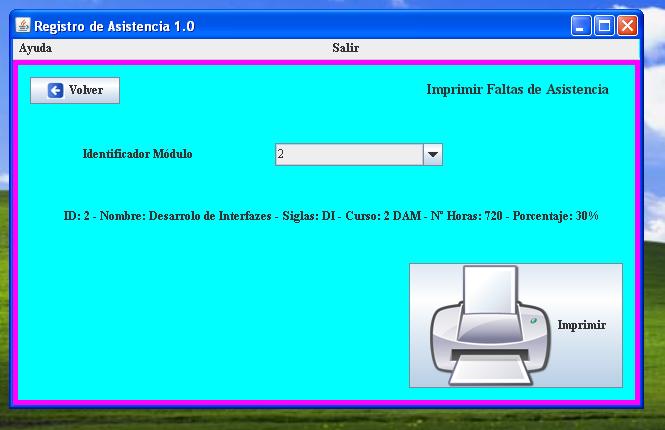 Registro de Asistencia 1.0
Ayuda Salir
Volver Imprimir Faltas de Asistencia
Identificador Módulo 2
ID: 2 - Nombre: Desarrolo de Interfazes - Siglas: DI - Curso: 2 DAM - Nº Horas: 720 - Porcentaje: 30%
Imprimir